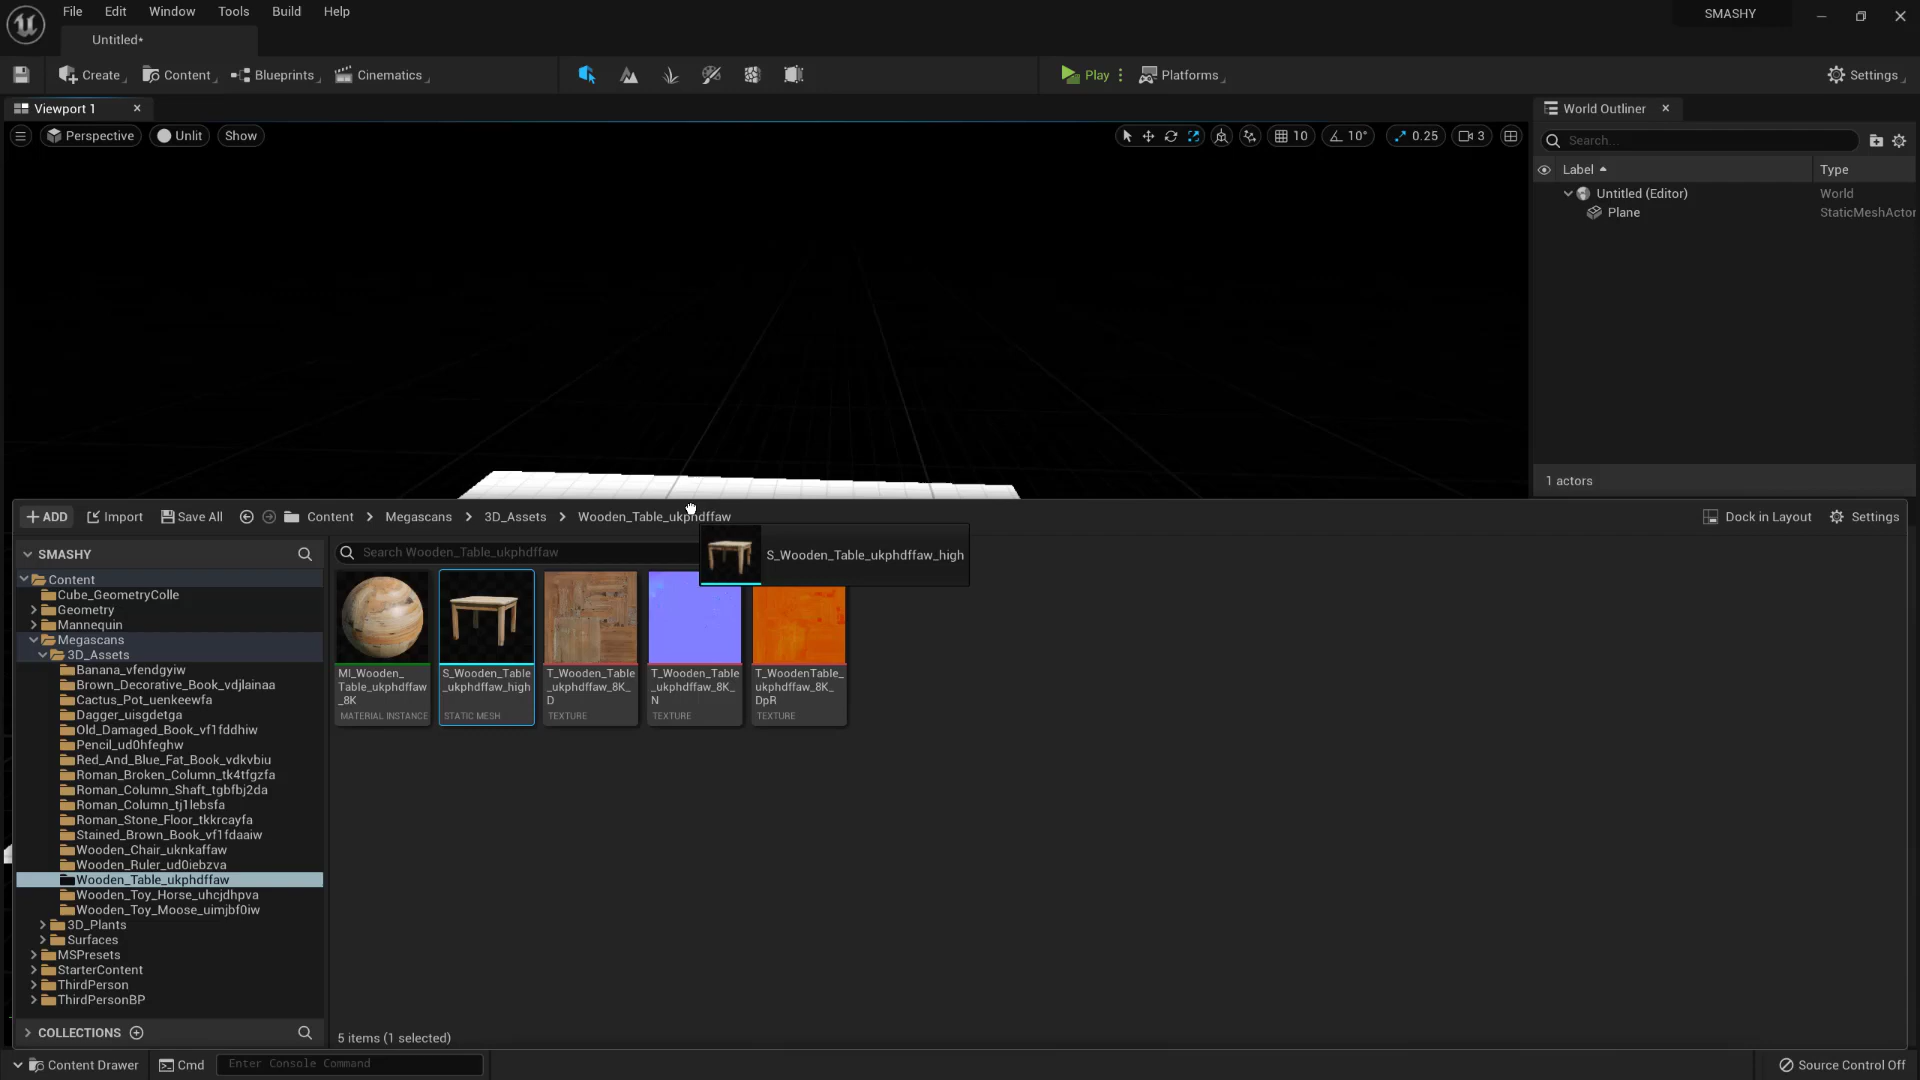 File Edit Window Tools Build Help
SMASHY
Untitled*
Create Content Blueprints Cinematics Play Platforms Settings
Viewport 1
World Outliner
Perspective Unlit Show 10 10° 0.25 3
Search...
Label Type
Untitled (Editor) World
Plane StaticMeshActor
1 actors
+ ADD Import Save All Content > Megascans > 3D_Assets > Wooden_Table_ukphdffaw Dock in Layout Settings
SMASHY
Search Wooden_Table_ukphdffaw
S_Wooden_Table_ukphdffaw_high
Content
Cube_GeometryColle
Geometry
Mannequin
Megascans
3D_Assets
Banana_vfendgyiw
Brown_Decorative_Book_vdjlainaa
Cactus_Pot_uenkeewfa
Dagger_uisgdetga
Old_Damaged_Book_vf1fddhiw
Pencil_ud0hfeghw
Red_And_Blue_Fat_Book_vdkvbiu
Roman_Broken_Column_tk4tfgzfa
Roman_Column_Shaft_tgbfbj2da
Roman_Column_tj1lebsfa
Roman_Stone_Floor_tkkrcayfa
Stained_Brown_Book_vf1fdaaiw
Wooden_Chair_uknkaffaw
Wooden_Ruler_ud0iebzva
Wooden_Table_ukphdffaw
Wooden_Toy_Horse_uhcjdhpva
Wooden_Toy_Moose_uimjbf0iw
3D_Plants
Surfaces
MSPresets
StarterContent
ThirdPerson
ThirdPersonBP
MI_Wooden_
Table_ukphdffaw
_8K
MATERIAL INSTANCE
S_Wooden_Table
_ukphdffaw_high
STATIC MESH
T_Wooden_Table
_ukphdffaw_8K_
D
TEXTURE
T_Wooden_Table
_ukphdffaw_8K_
N
TEXTURE
T_WoodenTable_
ukphdffaw_8K_
DpR
TEXTURE
COLLECTIONS
5 items (1 selected)
Content Drawer Cmd Enter Console Command Source Control Off